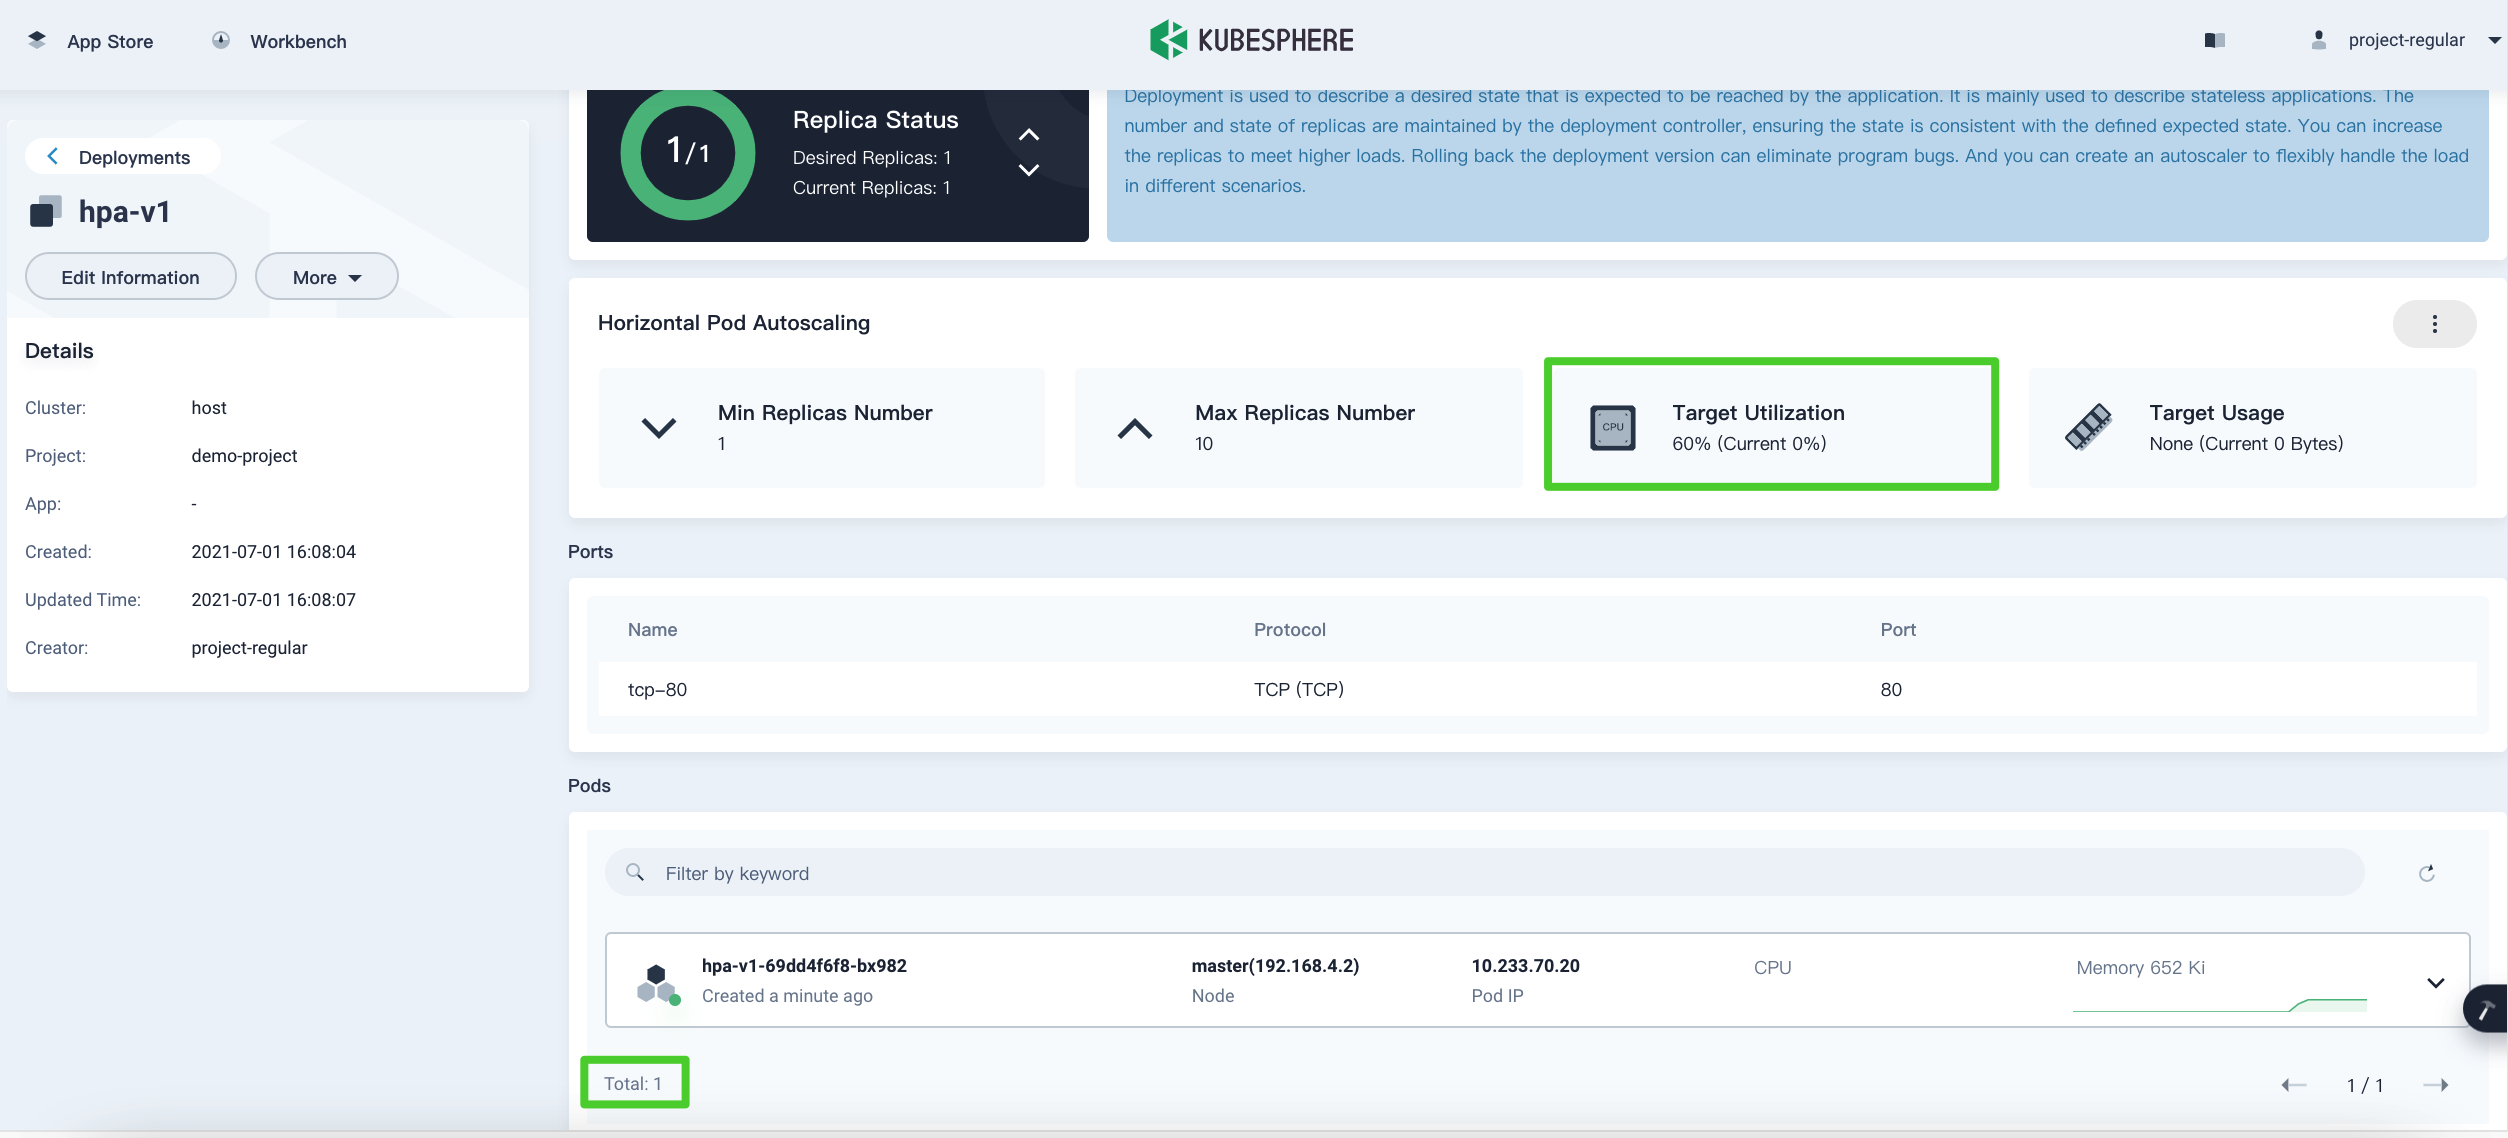 App Store
Workbench
KUBESPHERE
project-regular
Deployments
hpa-v1
Edit Information
More
Details
Cluster: host
Project: demo-project
App: -
Created: 2021-07-01 16:08:04
Updated Time: 2021-07-01 16:08:07
Creator: project-regular
1/1
Replica Status
Desired Replicas: 1
Current Replicas: 1
Deployment is used to describe a desired state that is expected to be reached by the application. It is mainly used to describe stateless applications. The
number and state of replicas are maintained by the deployment controller, ensuring the state is consistent with the defined expected state. You can increase
the replicas to meet higher loads. Rolling back the deployment version can eliminate program bugs. And you can create an autoscaler to flexibly handle the load
in different scenarios.
Horizontal Pod Autoscaling
Min Replicas Number
1
Max Replicas Number
10
CPU
Target Utilization
60% (Current 0%)
Target Usage
None (Current 0 Bytes)
Ports
Name Protocol Port
tcp-80 TCP (TCP) 80
Pods
Filter by keyword
hpa-v1-69dd4f6f8-bx982
Created a minute ago
master(192.168.4.2)
Node
10.233.70.20
Pod IP
CPU
Memory 652 Ki
Total: 1
1 / 1